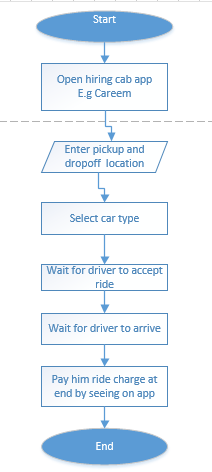 Start
Open hiring cab app
E.g Careem
Enter pickup and
dropoff location
Select car type
Wait for driver to accept
ride
Wait for driver to arrive
Pay him ride charge at
end by seeing on app
End